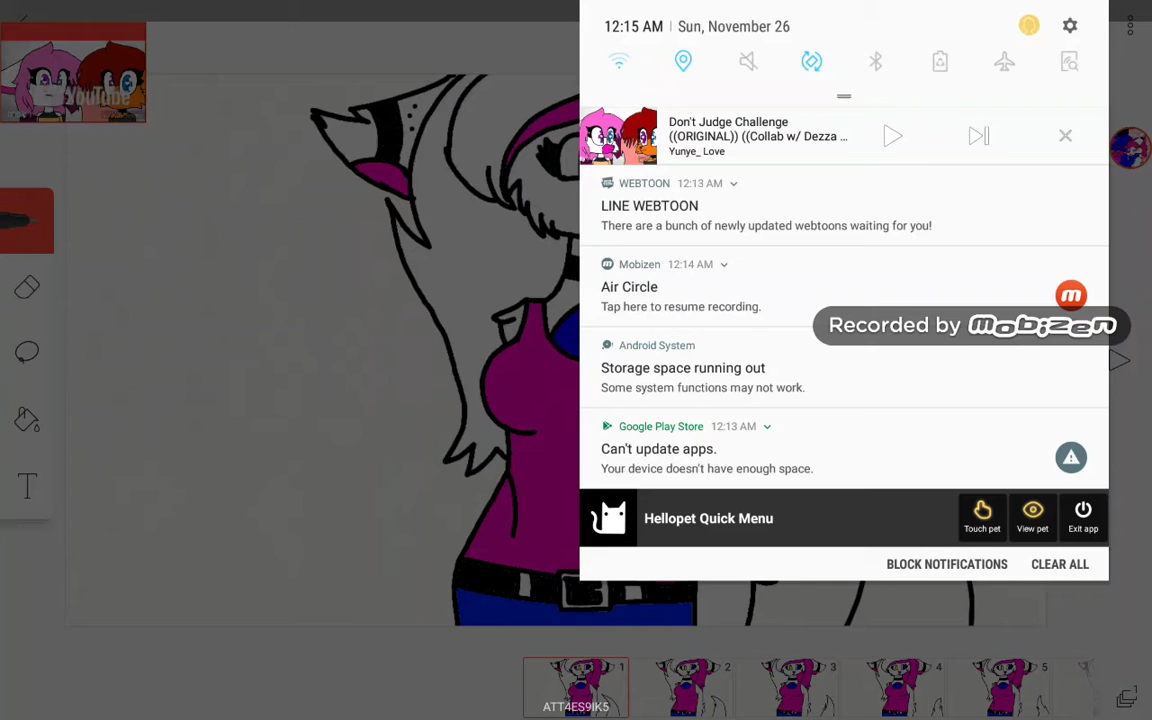 12:15 AM Sun, November 26
YouTube
Don't Judge Challenge
((ORIGINAL)) ((Collab w/ Dezza ...
Yunye_ Love
WEBTOON 12:13 AM
LINE WEBTOON
There are a bunch of newly updated webtoons waiting for you!
Mobizen 12:14 AM
Air Circle
Tap here to resume recording.
m
Recorded by mobizen
Android System
Storage space running out
Some system functions may not work.
Google Play Store 12:13 AM
Can't update apps.
Your device doesn't have enough space.
T
Hellopet Quick Menu
Touch pet
View pet
Exit app
BLOCK NOTIFICATIONS CLEAR ALL
1 2 3 4 5
ATT4ES9IK5